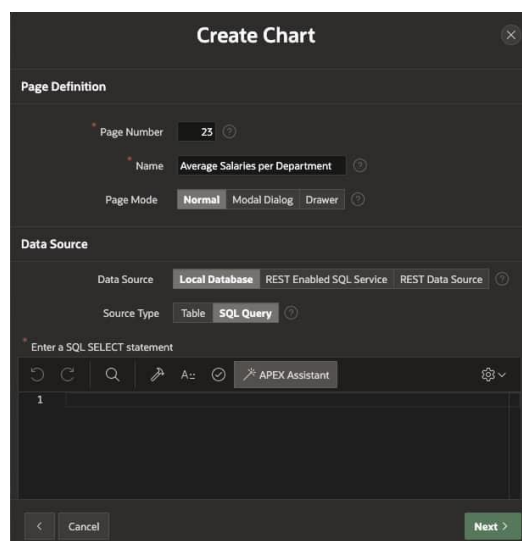 Create Chart
Page Definition
* Page Number 23
* Name Average Salaries per Department
Page Mode Normal Modal Dialog Drawer
Data Source
Data Source Local Database REST Enabled SQL Service REST Data Source
Source Type Table SQL Query
* Enter a SQL SELECT statement
A:: APEX Assistant
1
Cancel Next >